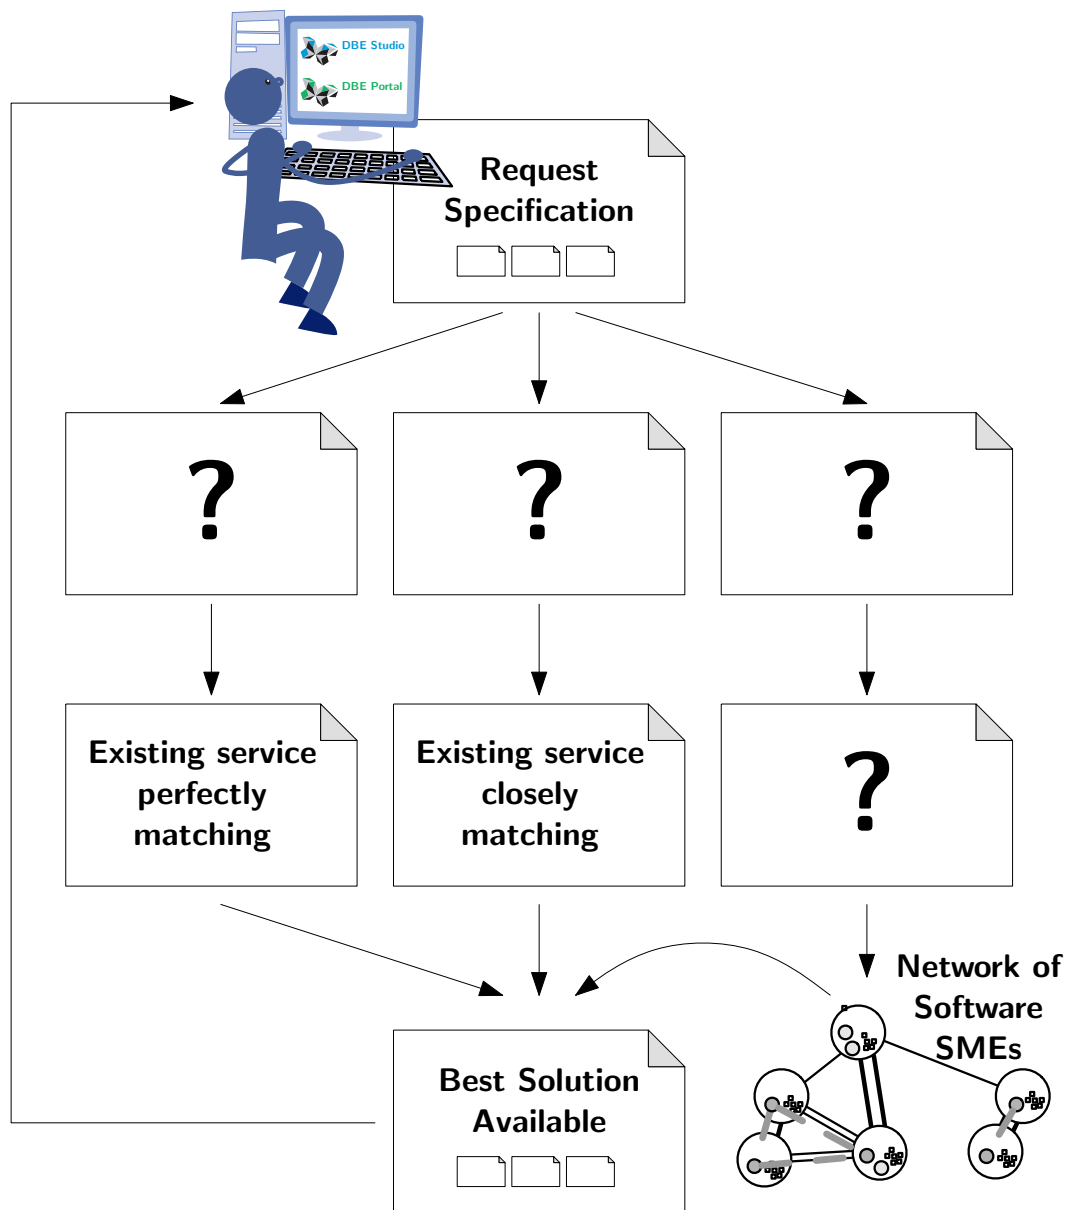 DBE Studio
DBE Portal
Request
Specification
?
?
?
Existing service
perfectly
matching
Existing service
closely
matching
?
Network of
Software
SMEs
Best Solution
Available